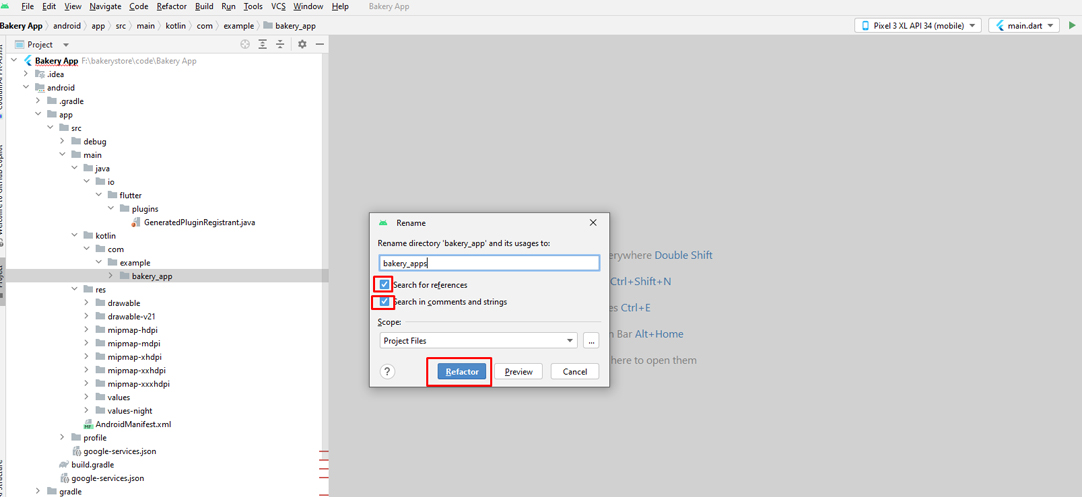 File Edit View Navigate Code Refactor Build Run Tools VCS Window Help Bakery App
Bakery App android app src main kotlin com example bakery_app Pixel 3 XL API 34 (mobile) main.dart
Project
Bakery App F:\bakerystore\code\Bakery App
.idea
android
.gradle
app
src
debug
main
java
io
flutter
plugins
GeneratedPluginRegistrant.java
kotlin
com
example
bakery_app
res
drawable
drawable-v21
mipmap-hdpi
mipmap-mdpi
mipmap-xhdpi
mipmap-xxhdpi
mipmap-xxxhdpi
values
values-night
AndroidManifest.xml
profile
google-services.json
build.gradle
google-services.json
gradle
Rename
Rename directory 'bakery_app' and its usages to:
bakery_apps
Search for references
Search in comments and strings
Scope:
Project Files
...
? Refactor Preview Cancel
Double Shift
Ctrl+Shift+N
Ctrl+E
Bar Alt+Home
here to open them